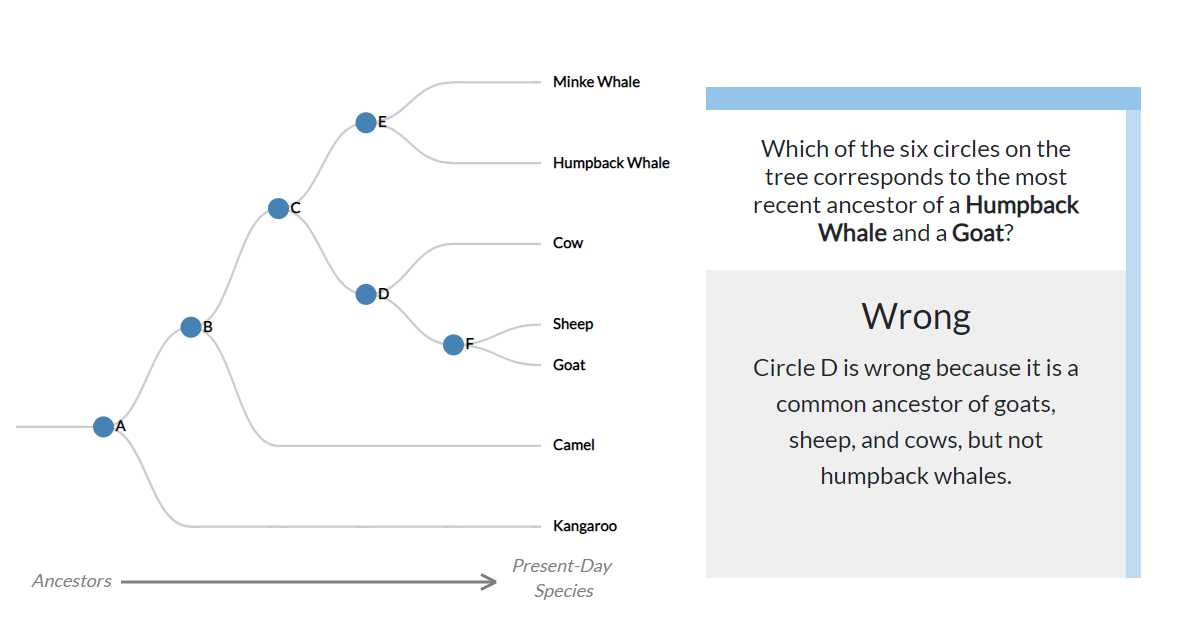 Minke Whale
E
Humpback Whale
C
Cow
D
Sheep
F
Goat
B
A
Camel
Kangaroo
Ancestors
Present-Day
Species
Which of the six circles on the
tree corresponds to the most
recent ancestor of a Humpback
Whale and a Goat?
Wrong
Circle D is wrong because it is a
common ancestor of goats,
sheep, and cows, but not
humpback whales.